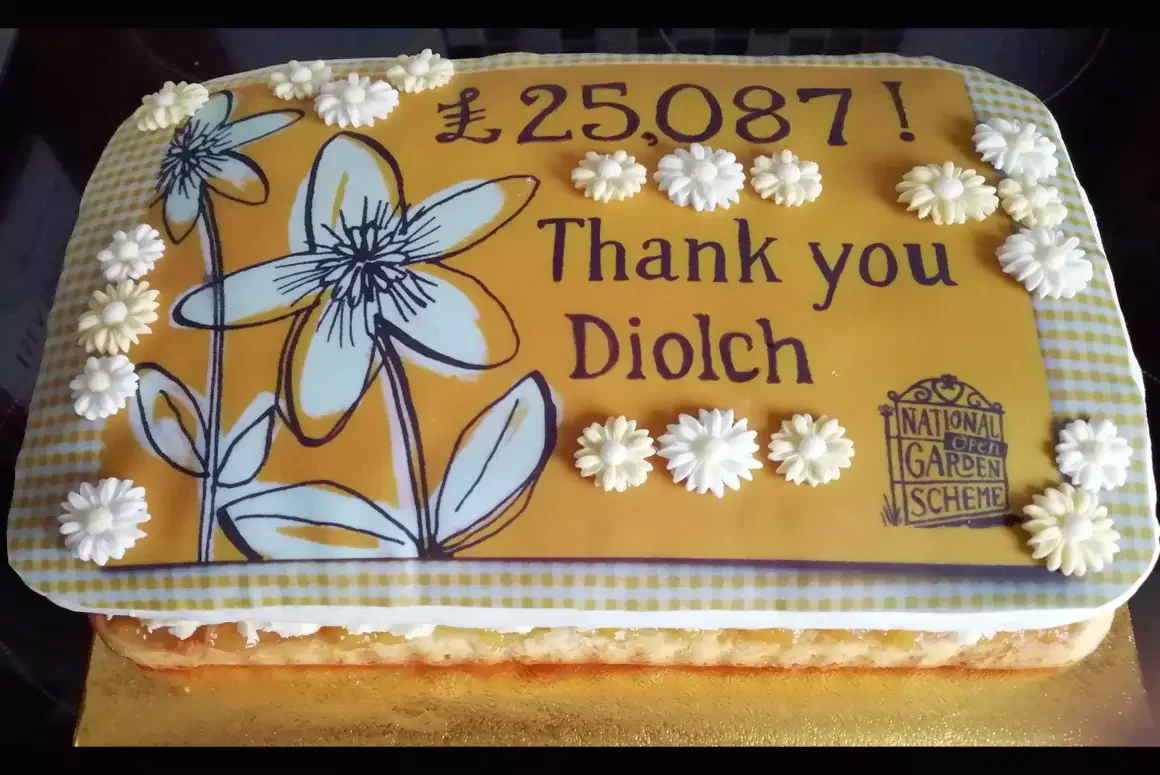 £25,087!
Thank you
Diolch
NATIONAL
OPEN
GARDEN
SCHEME